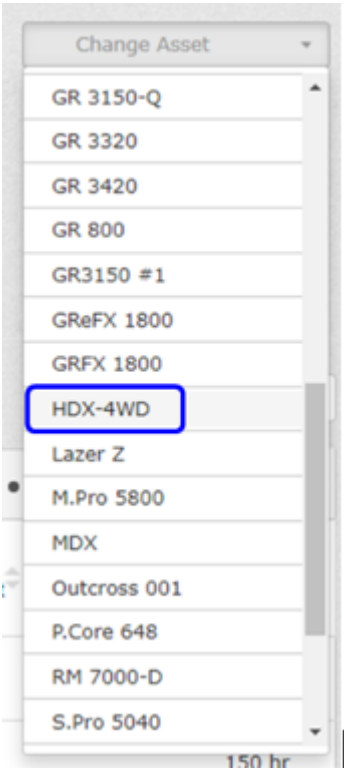 Change Asset
GR 3150-Q
GR 3320
GR 3420
GR 800
GR3150 #1
GReFX 1800
GRFX 1800
HDX-4WD
Lazer Z
M.Pro 5800
MDX
Outcross 001
P.Core 648
RM 7000-D
S.Pro 5040
150 hr